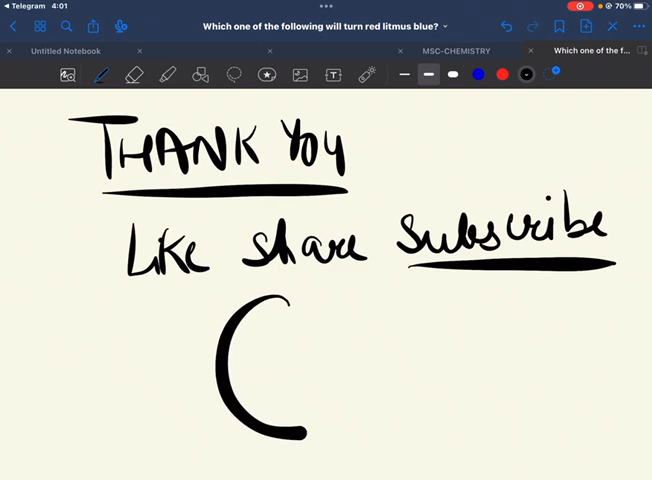 Telegram 4:01 70%
Which one of the following will turn red litmus blue?
Untitled Notebook MSC-CHEMISTRY Which one of the f...
THANK YOU
Like share subscribe